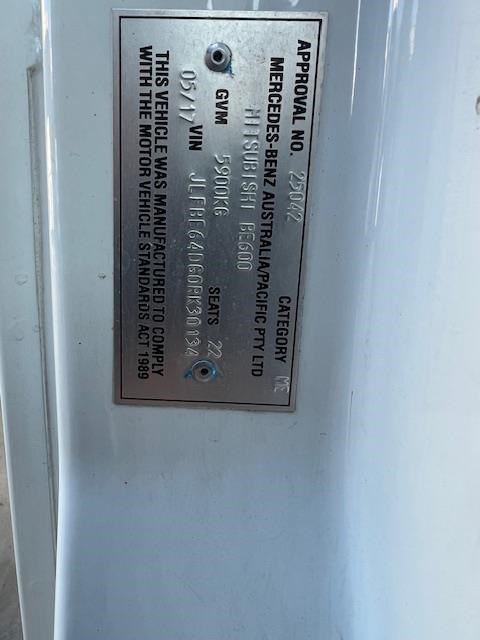 APPROVAL NO. 25042 CATEGORY ME
MERCEDES-BENZ AUSTRALIA/PACIFIC PTY LTD
MITSUBISHI BE600
GVM 5900KG SEATS 22
05/17 VIN JLFBE64DG0RK30134
THIS VEHICLE WAS MANUFACTURED TO COMPLY
WITH THE MOTOR VEHICLE STANDARDS ACT 1989